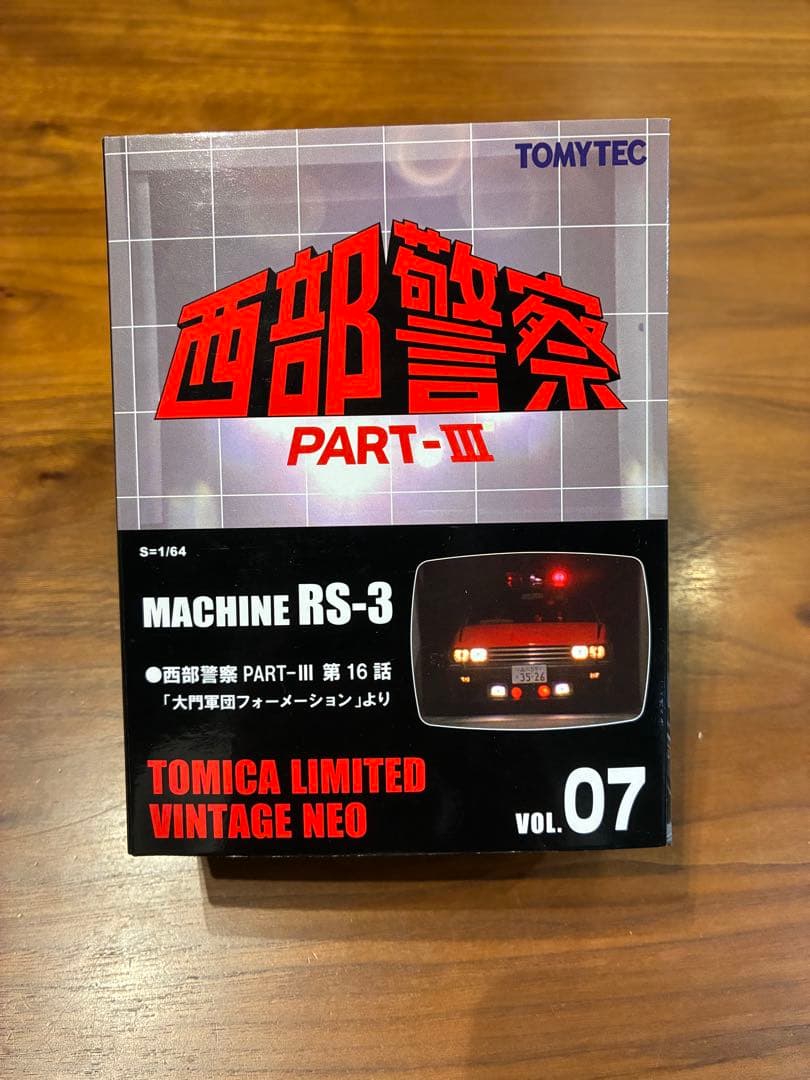 TOMYTEC
西部警察
PART-III
S=1/64
MACHINE RS-3
●西部警察 PART-III 第16話
「大門軍団フォーメーション」より
35-26
TOMICA LIMITED
VINTAGE NEO
VOL.07